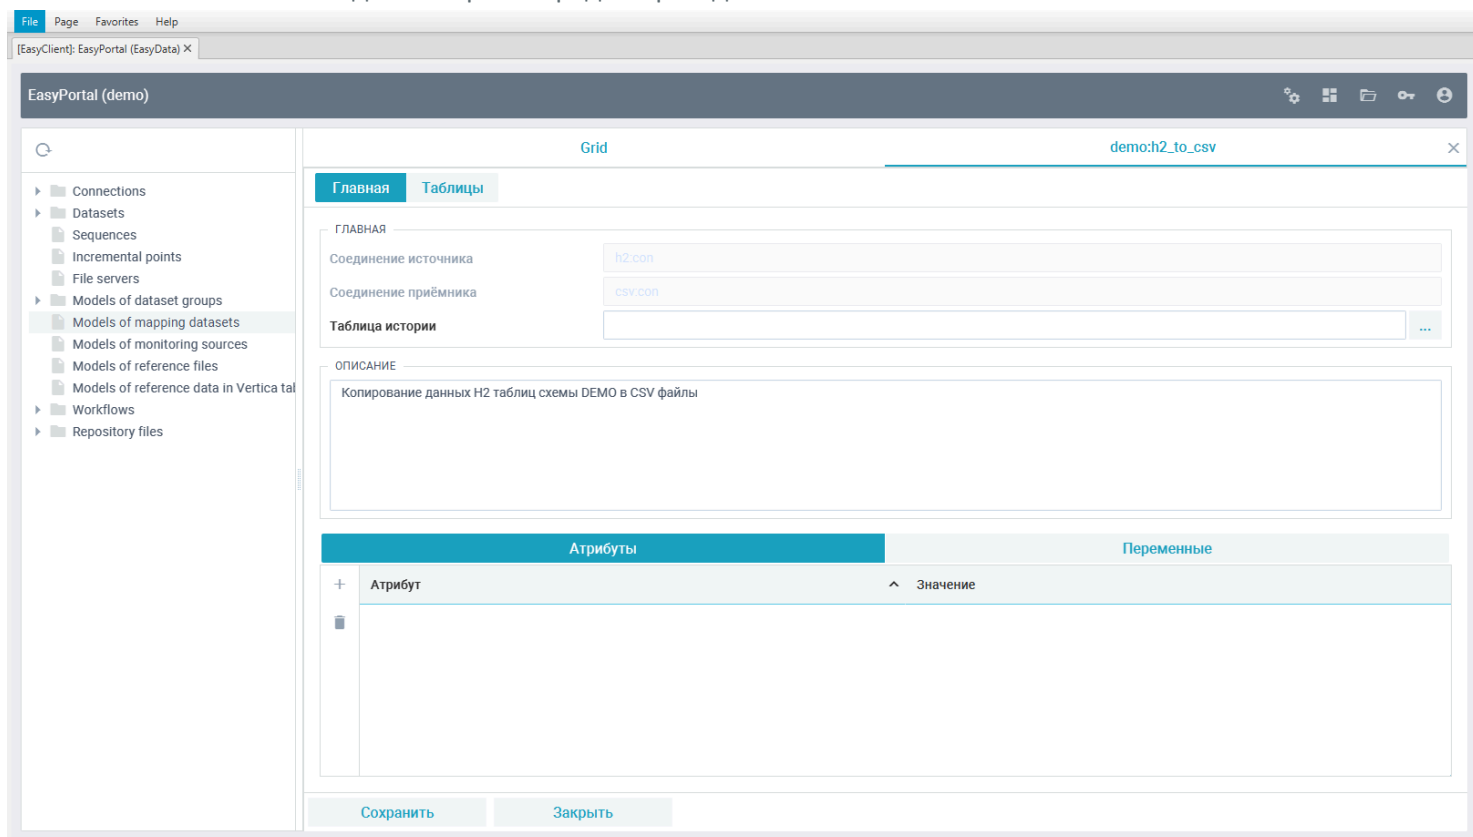 File Page Favorites Help
[EasyClient]: EasyPortal (EasyData) ✕
EasyPortal (demo)
Grid
demo:h2_to_csv
Connections
Datasets
Sequences
Incremental points
File servers
Models of dataset groups
Models of mapping datasets
Models of monitoring sources
Models of reference files
Models of reference data in Vertica tal
Workflows
Repository files
Главная Таблицы
ГЛАВНАЯ
Соединение источника h2:con
Соединение приёмника csv:con
Таблица истории ...
ОПИСАНИЕ
Копирование данных H2 таблиц схемы DEMO в CSV файлы
Атрибуты Переменные
Атрибут Значение
Сохранить Закрыть